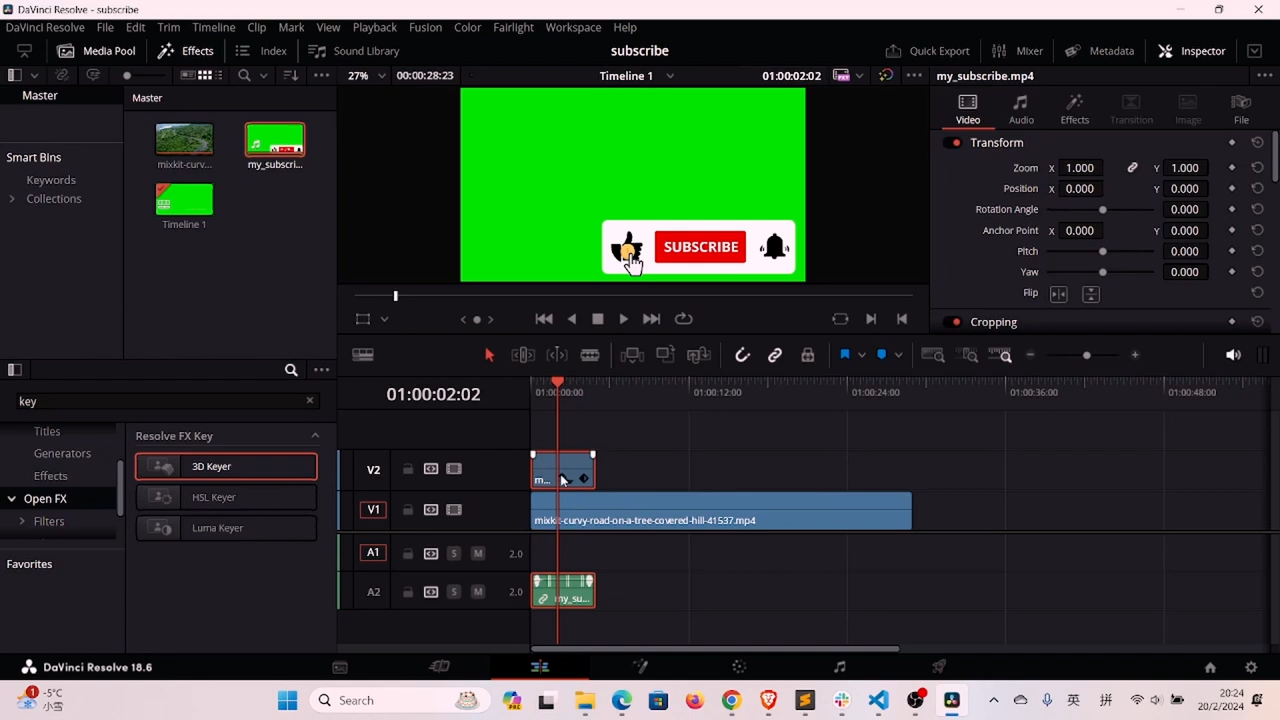 DaVinci Resolve - subscribe
DaVinci Resolve File Edit Trim Timeline Clip Mark View Playback Fusion Color Fairlight Workspace Help
Media Pool Effects Index Sound Library subscribe Quick Export Mixer Metadata Inspector
27% 00:00:28:23 Timeline 1 01:00:02:02 my_subscribe.mp4
Master Master
mixkit-curv... my_subscri...
Timeline 1
Smart Bins
Keywords
Collections
SUBSCRIBE
Video Audio Effects Transition Image File
Transform
Zoom X 1.000 Y 1.000
Position X 0.000 Y 0.000
Rotation Angle 0.000
Anchor Point X 0.000 Y 0.000
Pitch 0.000
Yaw 0.000
Flip
Cropping
key
Titles
Generators
Effects
Open FX
Filters
Favorites
Resolve FX Key
3D Keyer
HSL Keyer
Luma Keyer
01:00:02:02 01:00:00:00 01:00:12:00 01:00:24:00 01:00:36:00 01:00:48:00
V2 m...
V1 mixkit-curvy-road-on-a-tree-covered-hill-41537.mp4
A1 S M 2.0
A2 S M 2.0 my_su...
DaVinci Resolve 18.6
-5°C
小雪
1
Search
英 拼
20:24
20/2/2024